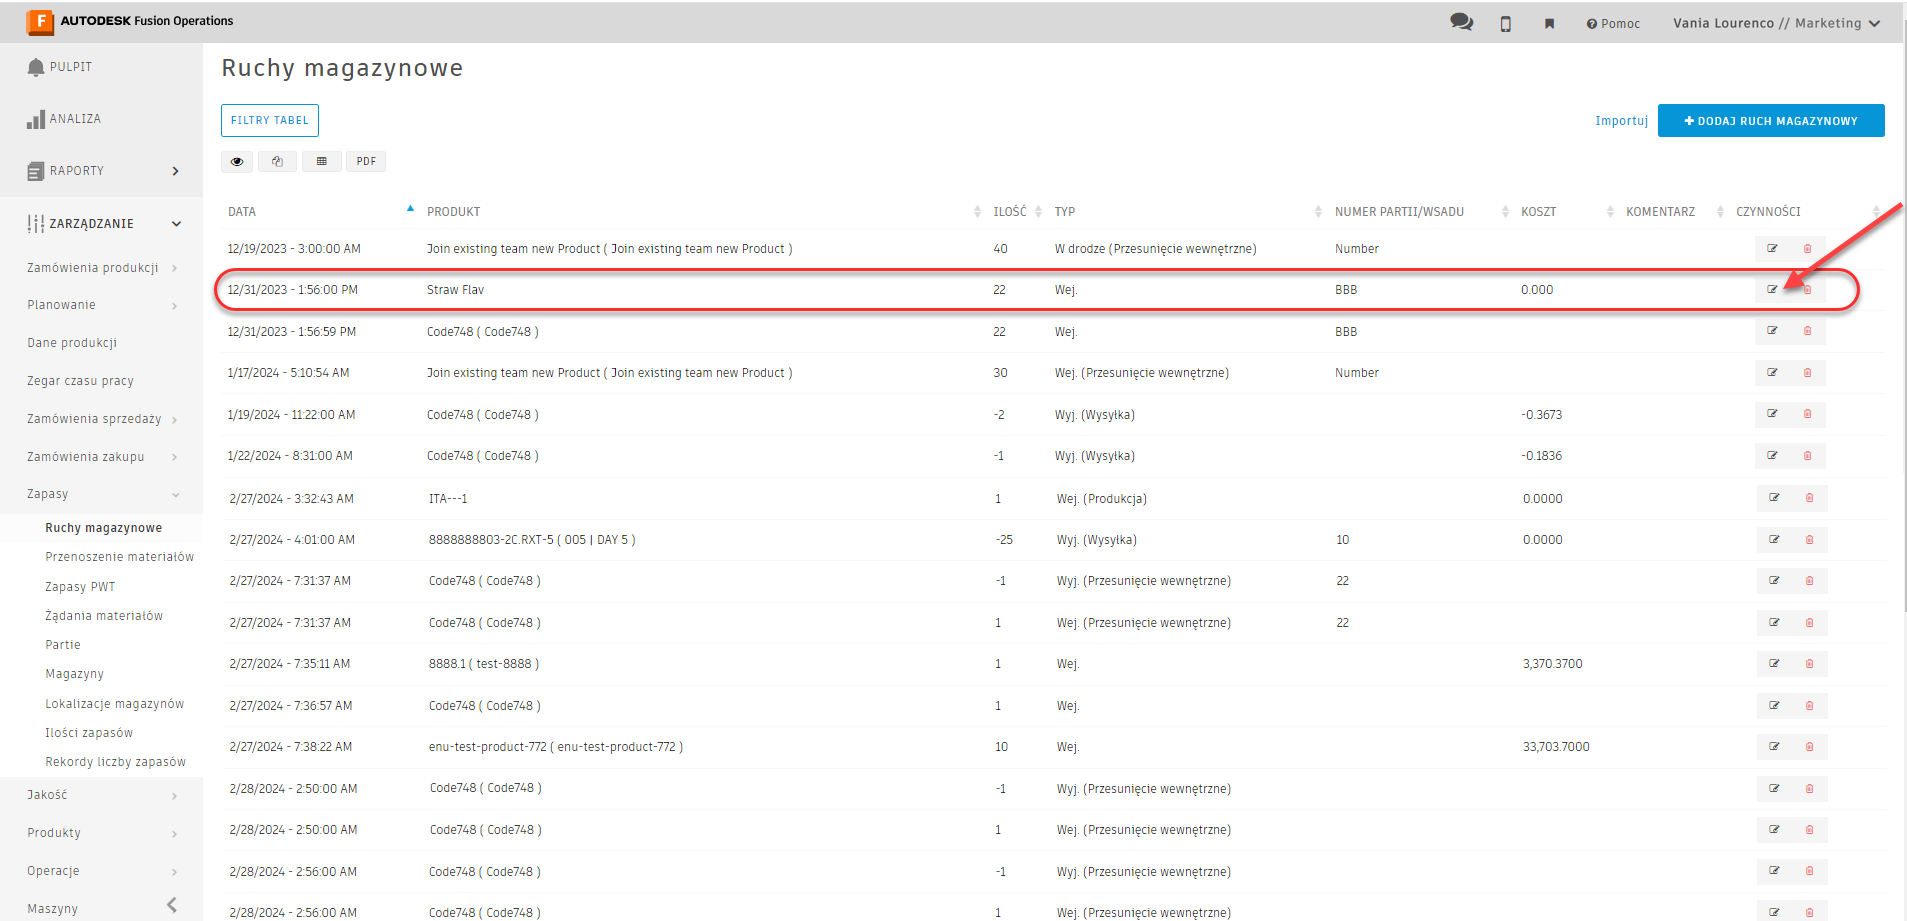 F AUTODESK Fusion Operations
Pomoc
Vania Lourenco // Marketing
PULPIT
ANALIZA
RAPORTY
ZARZĄDZANIE
Zamówienia produkcji
Planowanie
Dane produkcji
Zegar czasu pracy
Zamówienia sprzedaży
Zamówienia zakupu
Zapasy
Ruchy magazynowe
Przenoszenie materiałów
Zapasy PWT
Żądania materiałów
Partie
Magazyny
Lokalizacje magazynów
Ilości zapasów
Rekordy liczby zapasów
Jakość
Produkty
Operacje
Maszyny
Ruchy magazynowe
FILTRY TABEL
Importuj
+ DODAJ RUCH MAGAZYNOWY
PDF
DATA PRODUKT ILOŚĆ TYP NUMER PARTII/WSADU KOSZT KOMENTARZ CZYNNOŚCI
12/19/2023 - 3:00:00 AM Join existing team new Product ( Join existing team new Product ) 40 W drodze (Przesunięcie wewnętrzne) Number
12/31/2023 - 1:56:00 PM Straw Flav 22 Wej. BBB 0.000
12/31/2023 - 1:56:59 PM Code748 ( Code748 ) 22 Wej. BBB
1/17/2024 - 5:10:54 AM Join existing team new Product ( Join existing team new Product ) 30 Wej. (Przesunięcie wewnętrzne) Number
1/19/2024 - 11:22:00 AM Code748 ( Code748 ) -2 Wyj. (Wysyłka) -0.3673
1/22/2024 - 8:31:00 AM Code748 ( Code748 ) -1 Wyj. (Wysyłka) -0.1836
2/27/2024 - 3:32:43 AM ITA---1 1 Wej. (Produkcja) 0.0000
2/27/2024 - 4:01:00 AM 8888888803-2C.RXT-5 ( 005 | DAY 5 ) -25 Wyj. (Wysyłka) 10 0.0000
2/27/2024 - 7:31:37 AM Code748 ( Code748 ) -1 Wyj. (Przesunięcie wewnętrzne) 22
2/27/2024 - 7:31:37 AM Code748 ( Code748 ) 1 Wej. (Przesunięcie wewnętrzne) 22
2/27/2024 - 7:35:11 AM 8888.1 ( test-8888 ) 1 Wej. 3,370.3700
2/27/2024 - 7:36:57 AM Code748 ( Code748 ) 1 Wej.
2/27/2024 - 7:38:22 AM enu-test-product-772 ( enu-test-product-772 ) 10 Wej. 33,703.7000
2/28/2024 - 2:50:00 AM Code748 ( Code748 ) -1 Wyj. (Przesunięcie wewnętrzne)
2/28/2024 - 2:50:00 AM Code748 ( Code748 ) 1 Wej. (Przesunięcie wewnętrzne)
2/28/2024 - 2:56:00 AM Code748 ( Code748 ) -1 Wyj. (Przesunięcie wewnętrzne)
2/28/2024 - 2:56:00 AM Code748 ( Code748 ) 1 Wej. (Przesunięcie wewnętrzne)